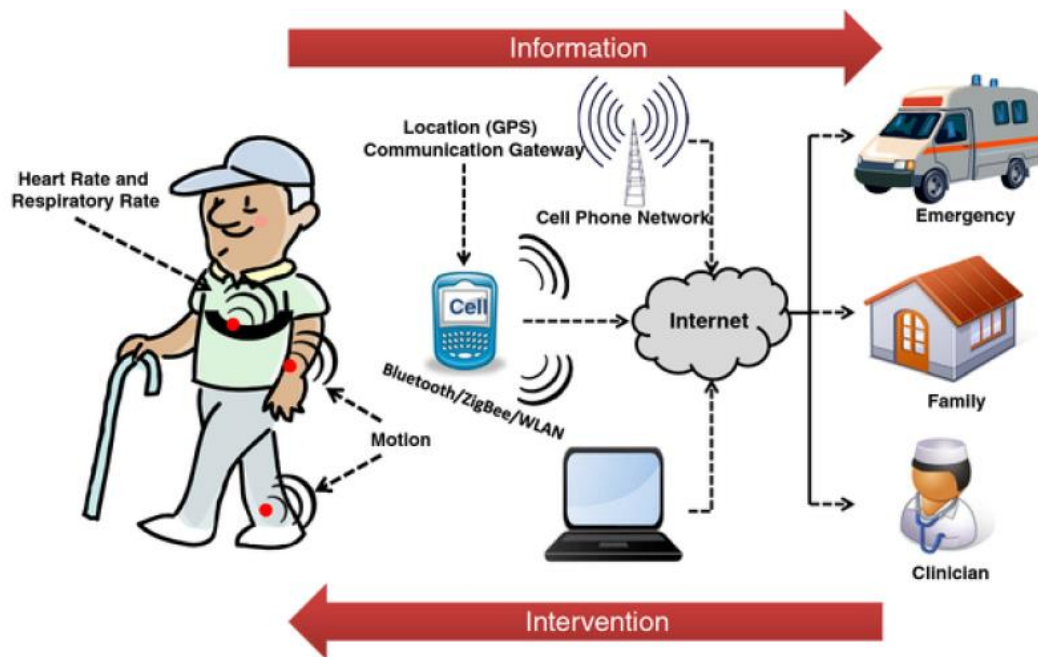 Information
Location (GPS)
Communication Gateway
Heart Rate and
Respiratory Rate
Cell Phone Network
Emergency
Cell
Internet
Bluetooth/ZigBee/WLAN
Family
Motion
Clinician
Intervention